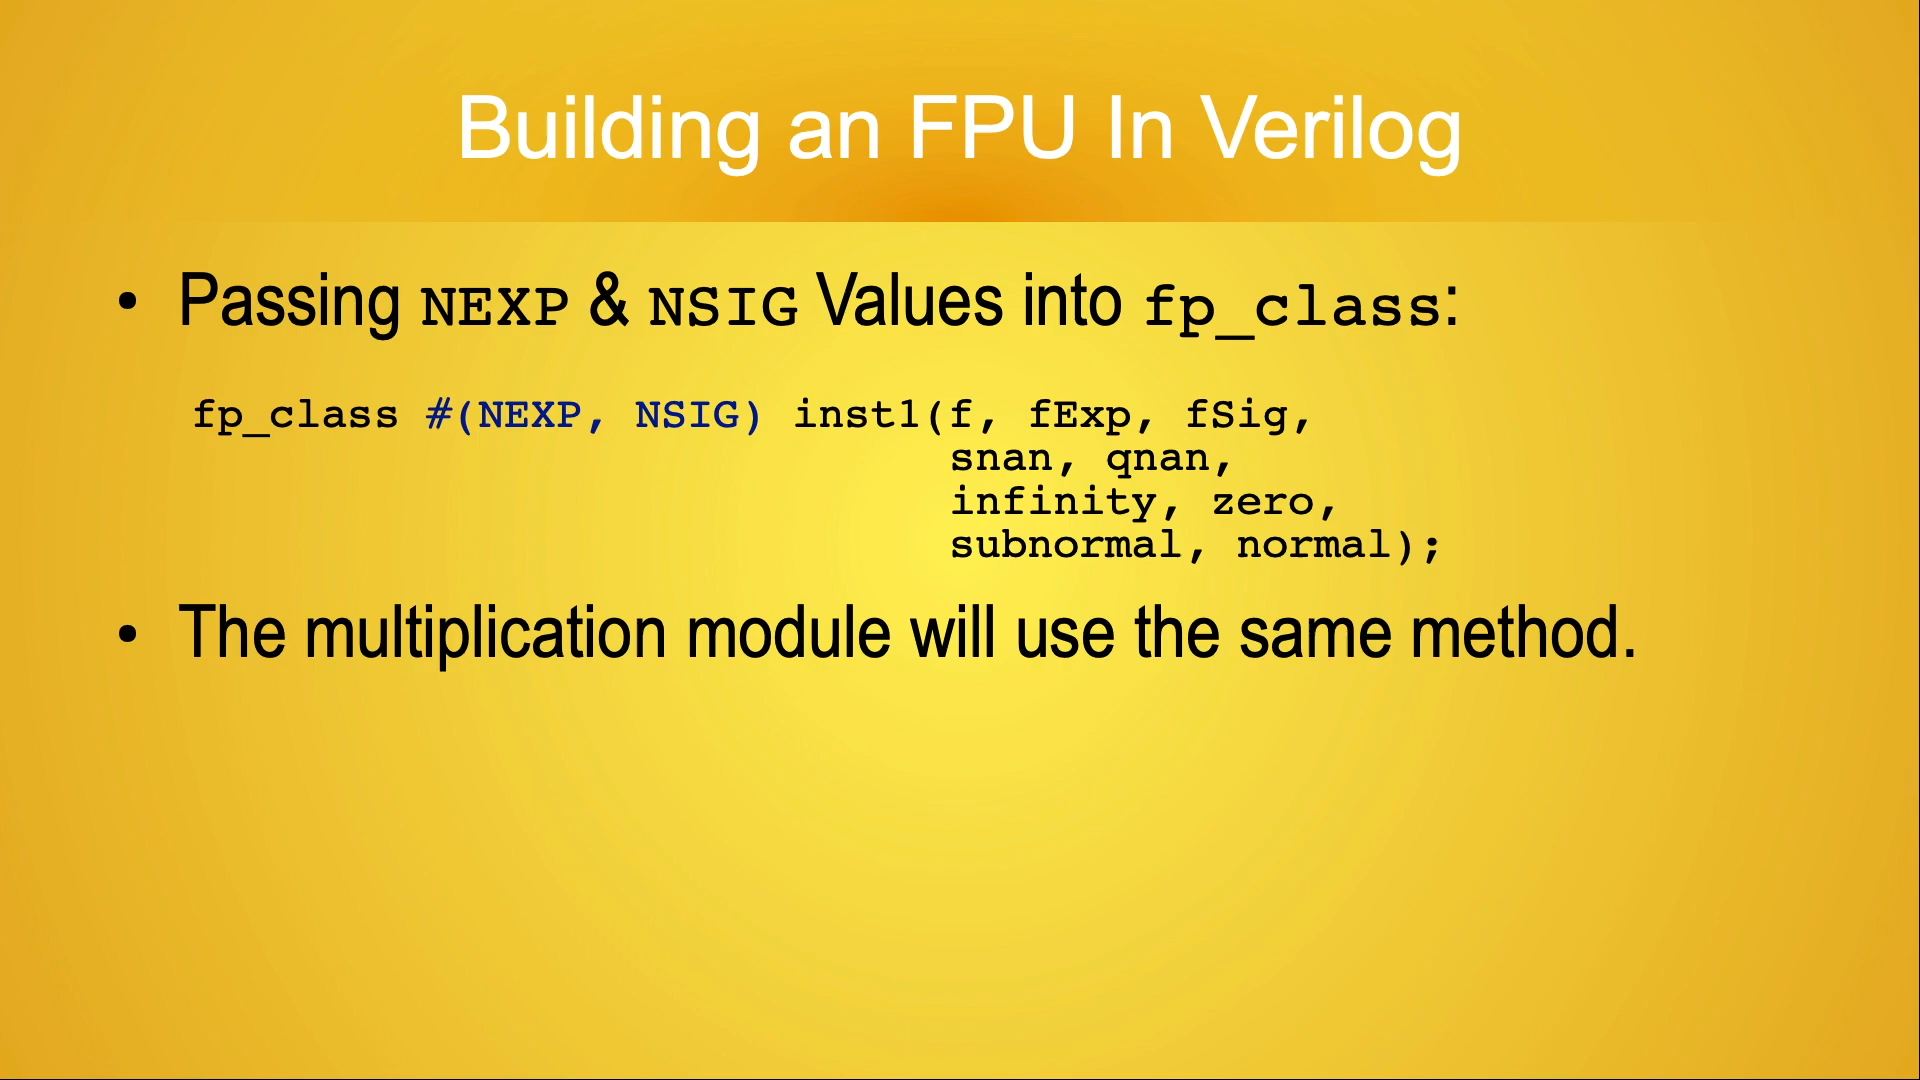 Building an FPU In Verilog
• Passing NEXP & NSIG Values into fp_class:
fp_class #(NEXP, NSIG) inst1(f, fExp, fSig,
snan, qnan,
infinity, zero,
subnormal, normal);
• The multiplication module will use the same method.